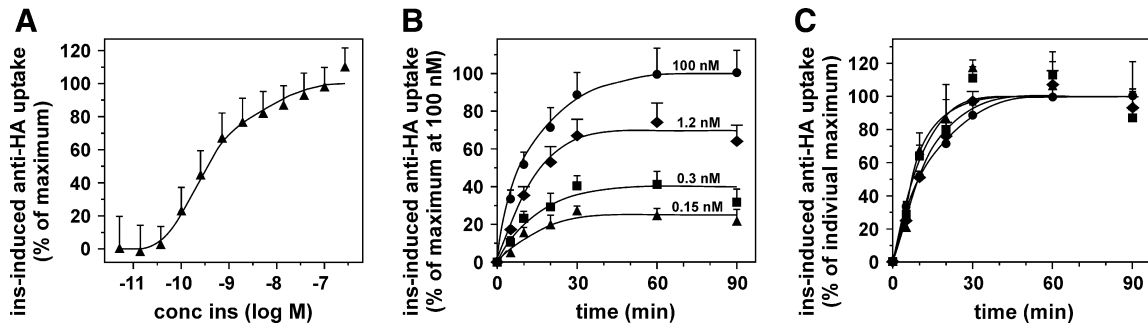 A
ins-induced anti-HA uptake
(% of maximum)
120
100
80
60
40
20
0
-11
-10
-9
-8
-7
conc ins (log M)
B
ins-induced anti-HA uptake
(% of maximum at 100 nM)
100
80
60
40
20
0
100 nM
1.2 nM
0.3 nM
0.15 nM
0
30
60
90
time (min)
C
ins-induced anti-HA uptake
(% of indiviual maximum)
120
100
80
60
40
20
0
0
30
60
90
time (min)